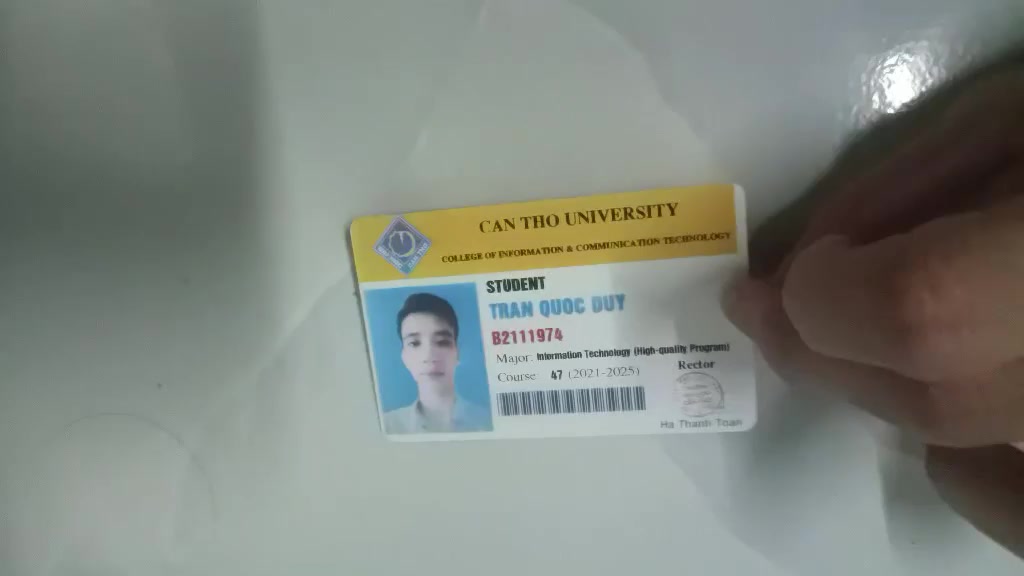 CAN THO UNIVERSITY
COLLEGE OF INFORMATION & COMMUNICATION TECHNOLOGY
STUDENT
TRAN QUOC DUY
B2111974
Major: Information Technology (High-quality Program)
Course: 47 (2021-2025)
Rector
Ha Thanh Toan